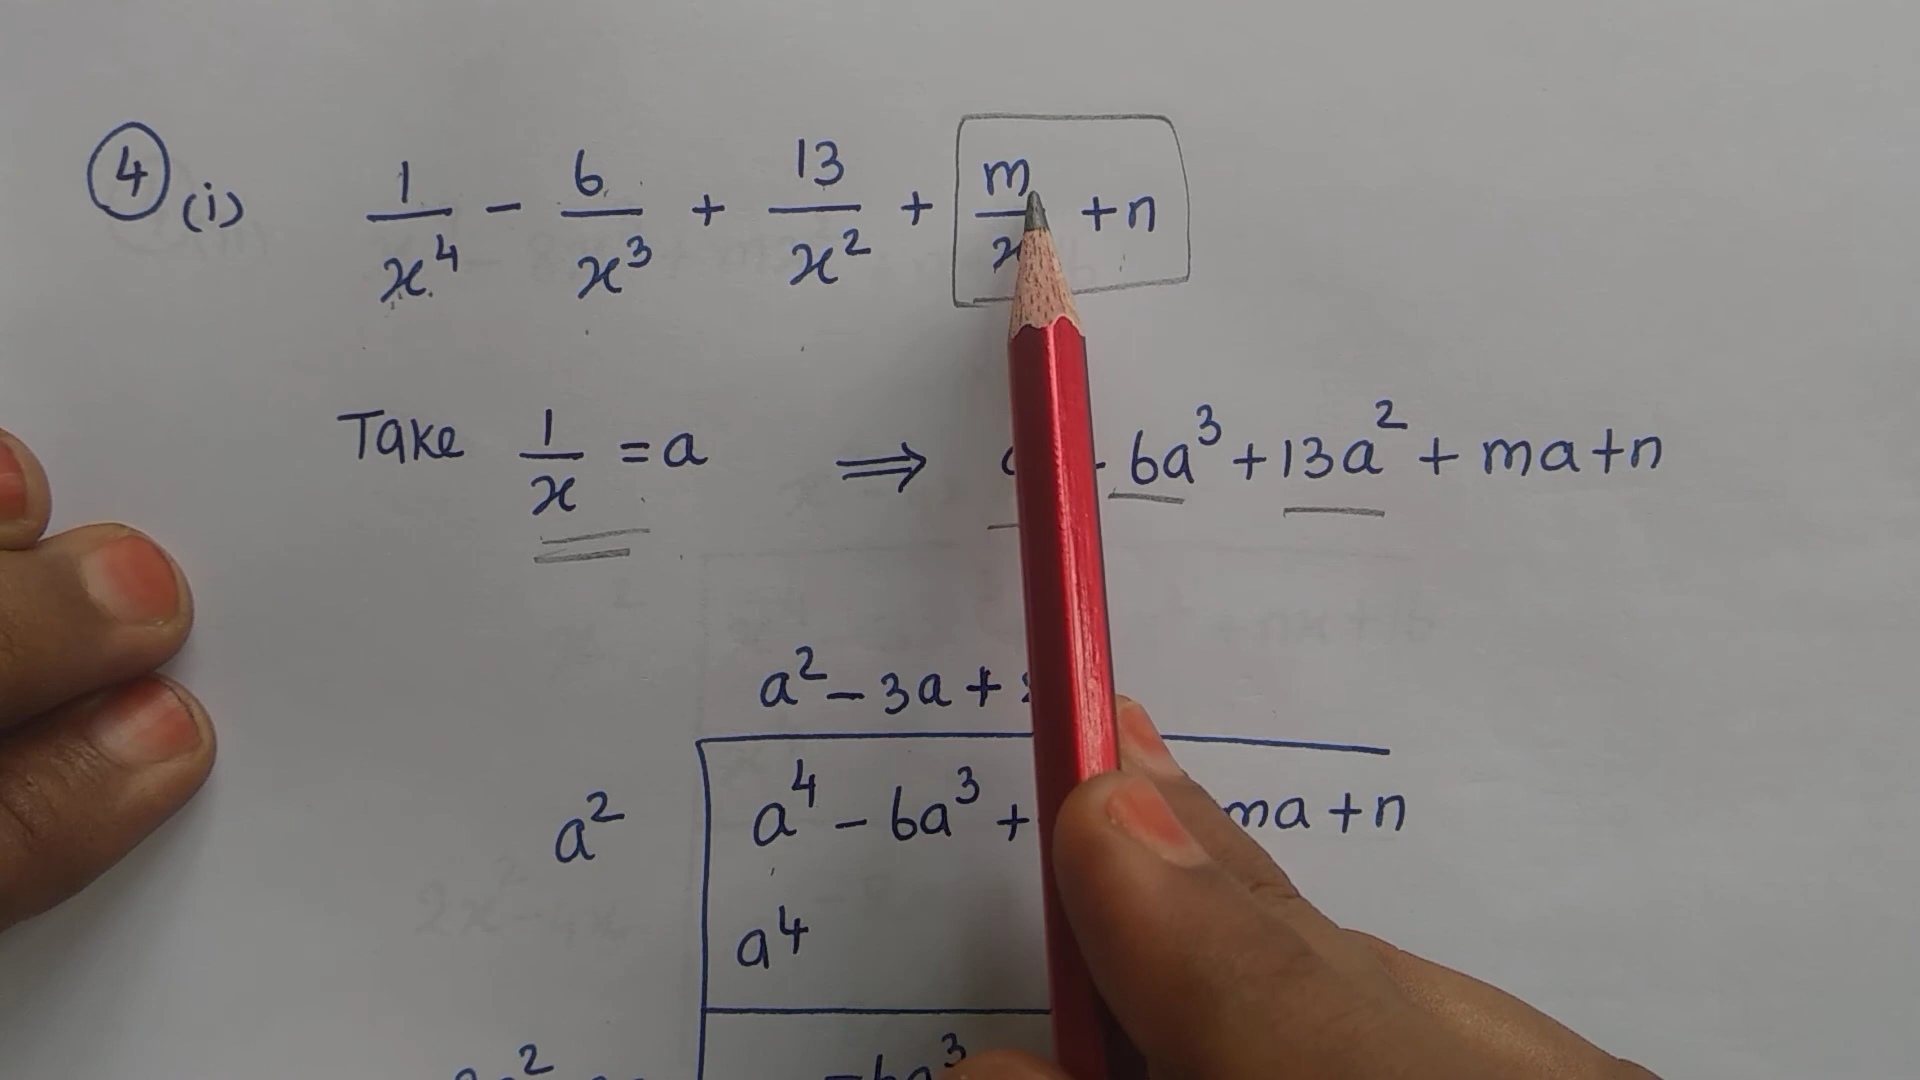 4 (i) 1/x⁴ - 6/x³ + 13/x² + m/x + n
Take 1/x = a ⟹ - 6a³ + 13a² + ma + n
a² - 3a +
a² a⁴ - 6a³ + ma + n
a⁴
- 6a³